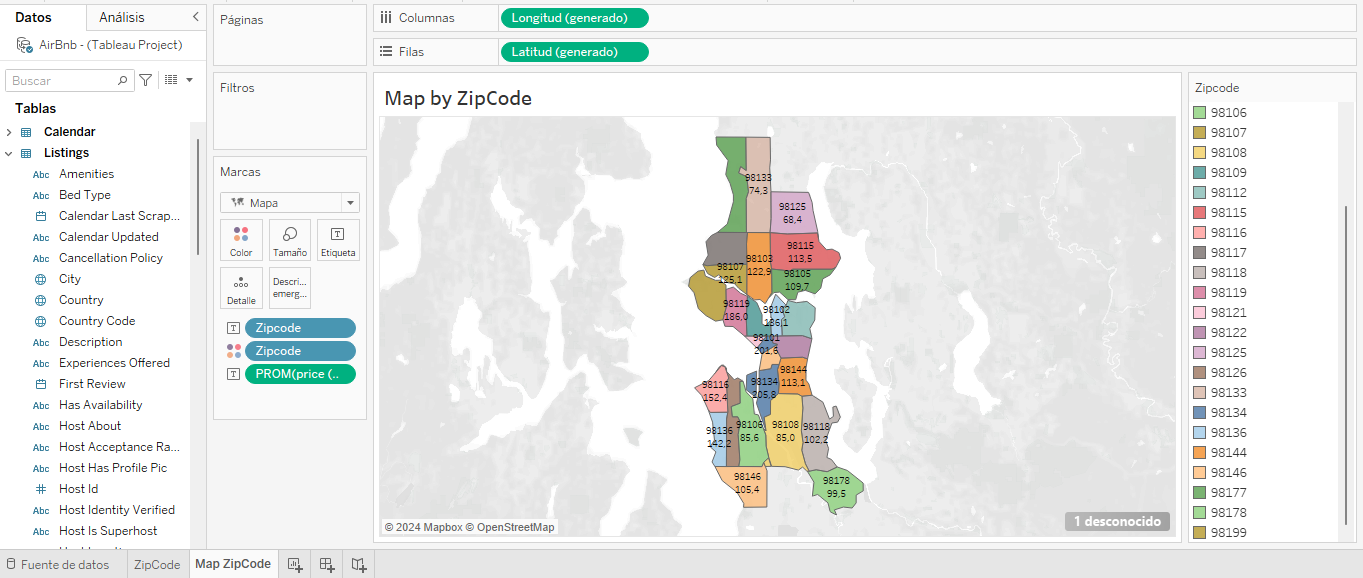 Datos
Análisis
AirBnb - (Tableau Project)
Buscar
Tablas
Calendar
Listings
Abc Amenities
Abc Bed Type
Calendar Last Scrap...
Abc Calendar Updated
Abc Cancellation Policy
City
Country
Country Code
Abc Description
Abc Experiences Offered
First Review
Abc Has Availability
Abc Host About
Abc Host Acceptance Ra...
Abc Host Has Profile Pic
Host Id
Abc Host Identity Verified
Abc Host Is Superhost
Páginas
Filtros
Marcas
Mapa
Color
Tamaño
T
Etiqueta
Detalle
Descri...
emerg...
T Zipcode
Zipcode
T PROM(price (..
Columnas
Longitud (generado)
Filas
Latitud (generado)
Map by ZipCode
98133
74,3
98125
68,4
98115
113,5
98103
122,9
98107
125,1
98105
109,7
98119
186,0
98102
186,1
98101
201,6
98144
113,1
98134
205,8
98116
152,4
98136
142,2
98106
85,6
98108
85,0
98118
102,2
98146
105,4
98178
99,5
© 2024 Mapbox © OpenStreetMap
1 desconocido
Zipcode
98106
98107
98108
98109
98112
98115
98116
98117
98118
98119
98121
98122
98125
98126
98133
98134
98136
98144
98146
98177
98178
98199
Fuente de datos
ZipCode
Map ZipCode